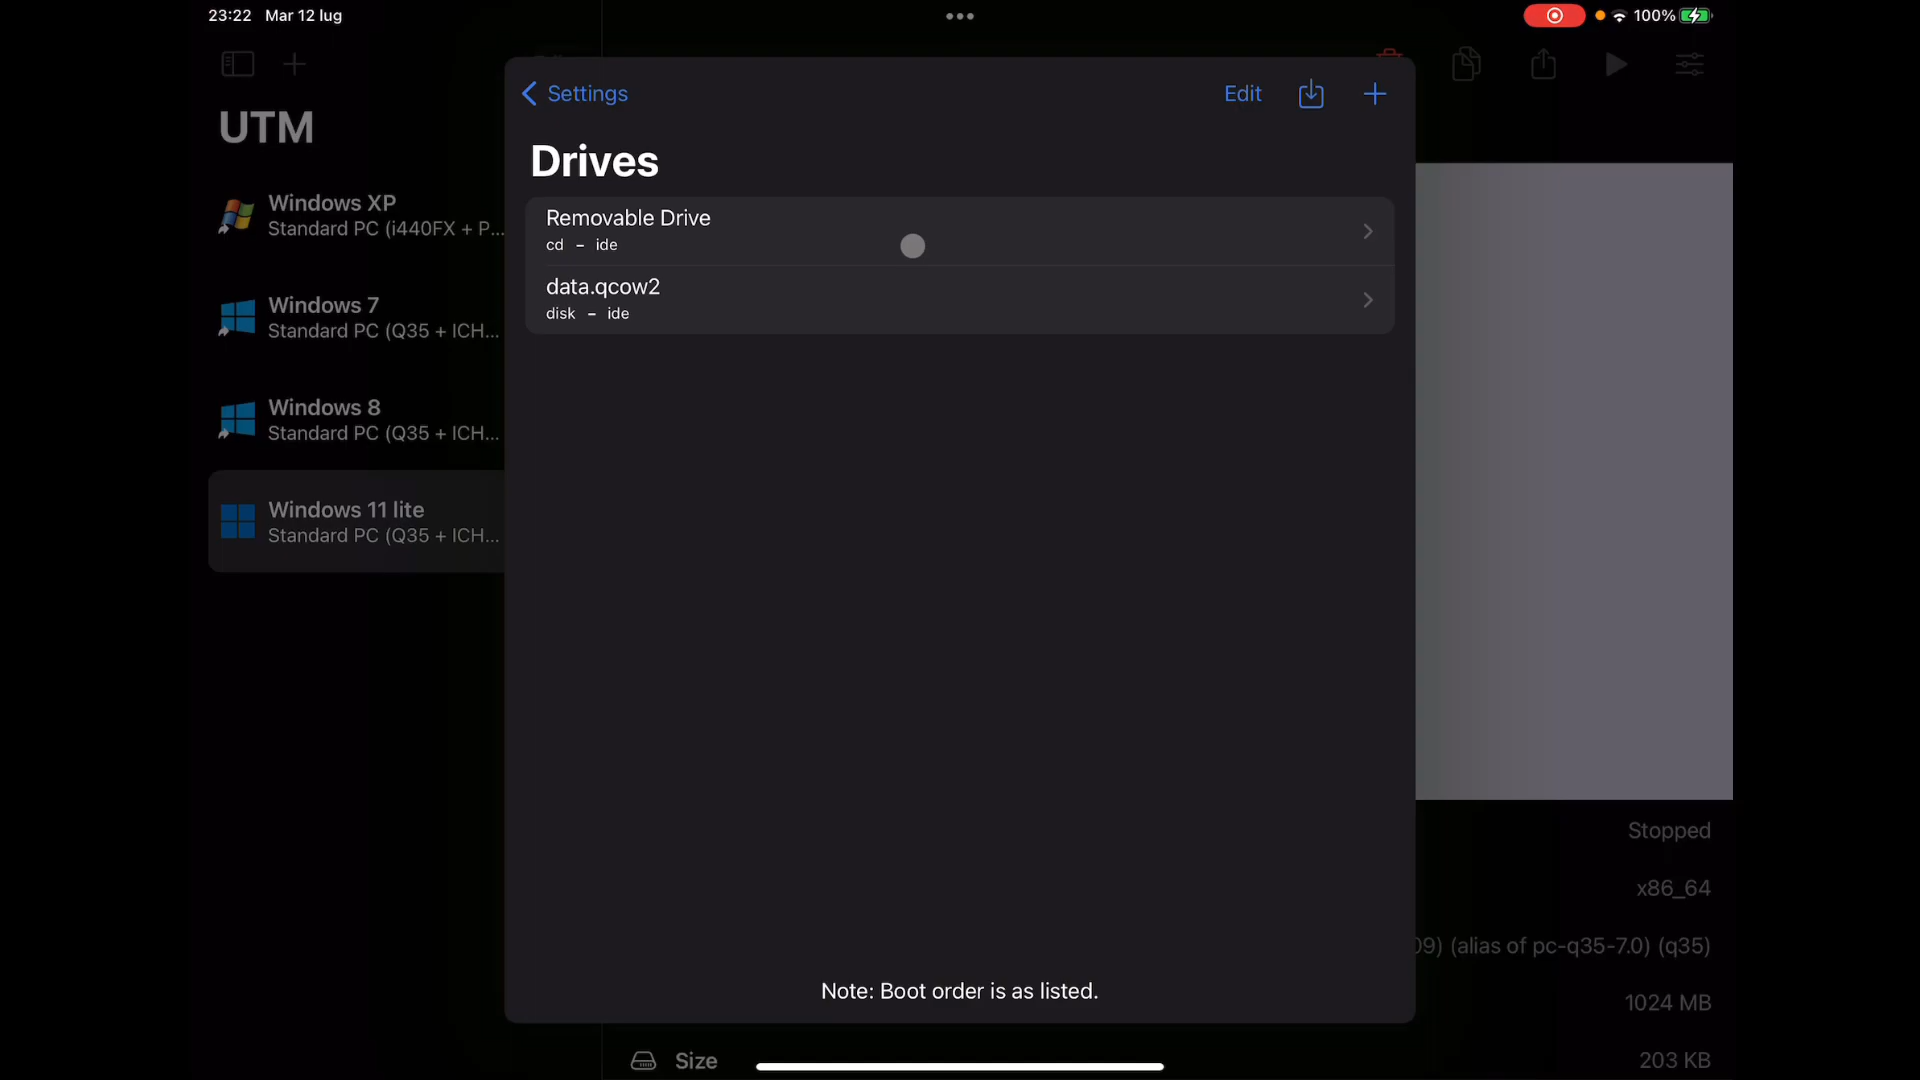 23:22 Mar 12 lug
100%
Settings
Edit
UTM
Drives
Windows XP
Standard PC (i440FX + P...
Windows 7
Standard PC (Q35 + ICH...
Windows 8
Standard PC (Q35 + ICH...
Windows 11 lite
Standard PC (Q35 + ICH...
Removable Drive
cd - ide
data.qcow2
disk - ide
Note: Boot order is as listed.
Stopped
x86_64
09) (alias of pc-q35-7.0) (q35)
1024 MB
Size
203 KB